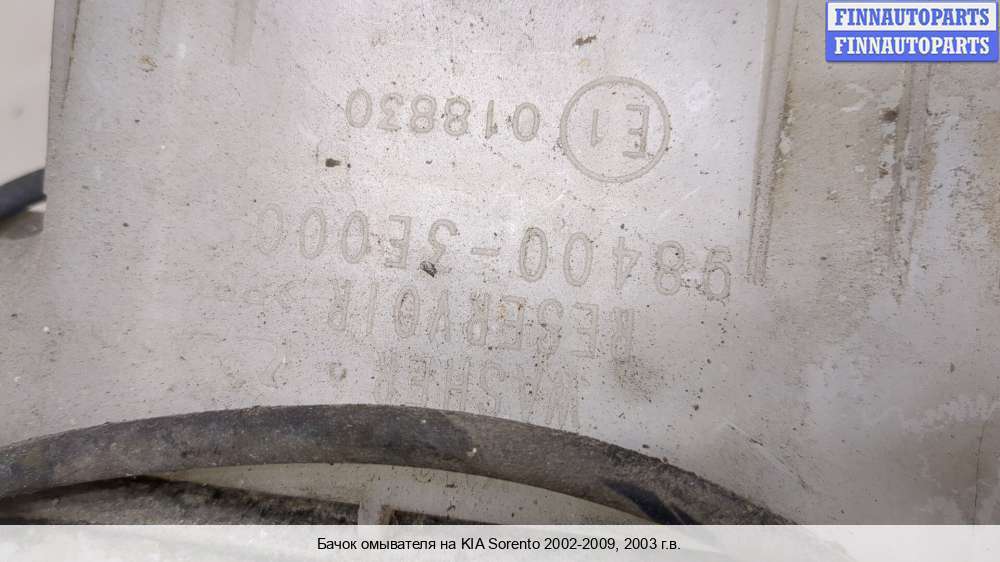 FINNAUTOPARTS
FINNAUTOPARTS
WASHER
RESERVOIR
98400-3E000
E1 018830
Бачок омывателя на KIA Sorento 2002-2009, 2003 г.в.